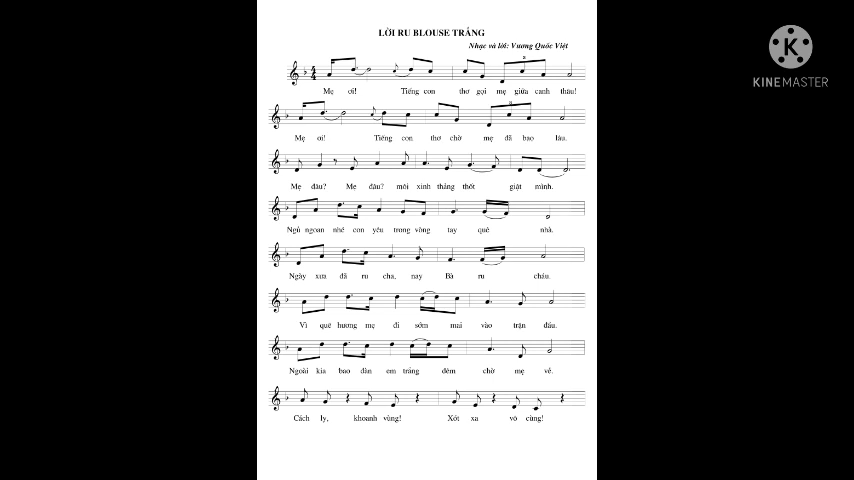 LỜI RU BLOUSE TRẮNG
Nhạc và lời: Vương Quốc Việt
K
KINEMASTER
Mẹ ơi! Tiếng con thơ gọi mẹ giữa canh thâu!
Mẹ ơi! Tiếng con thơ chờ mẹ đã bao lâu.
Mẹ đâu? Mẹ đâu? môi xinh thảng thốt giật mình.
Ngủ ngoan nhé con yêu trong vòng tay quê nhà.
Ngày xưa đã ru cha, nay Bà ru cháu.
Vì quê hương mẹ đi sớm mai vào trận đấu.
Ngoài kia bao đàn em trắng đêm chờ mẹ về.
Cách ly, khoanh vùng! Xót xa vô cùng!